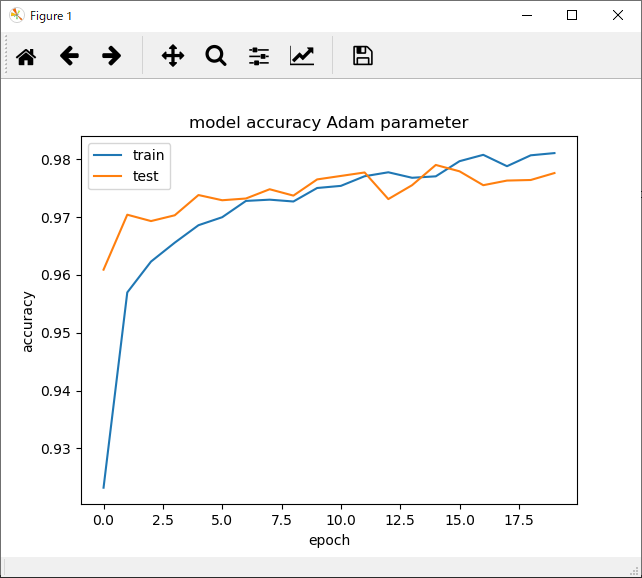 Figure 1
model accuracy Adam parameter
train
test
0.98
0.97
0.96
0.95
0.94
0.93
accuracy
0.0 2.5 5.0 7.5 10.0 12.5 15.0 17.5
epoch